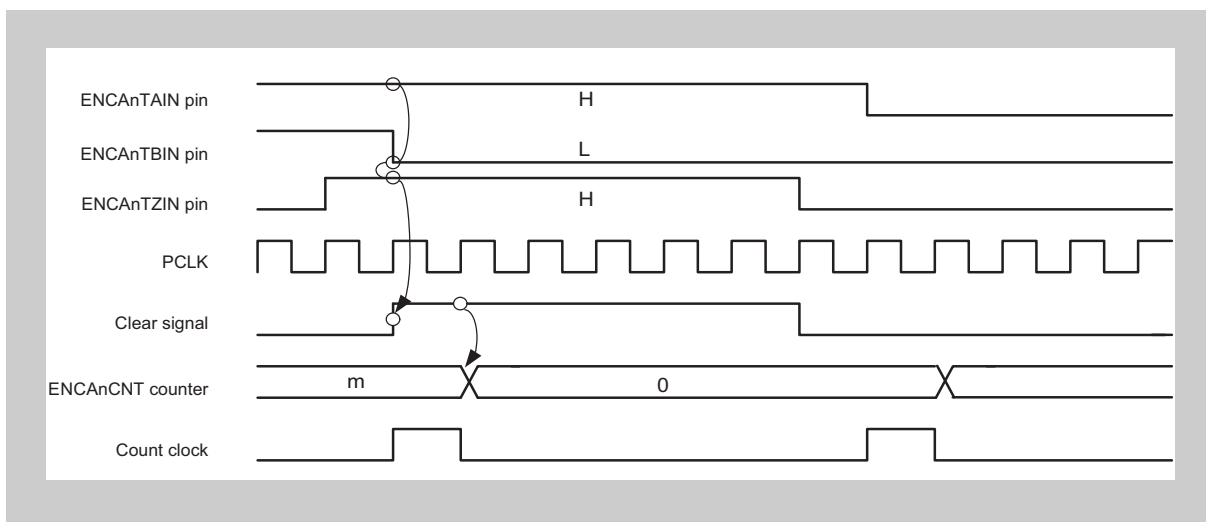 ENCAnTAIN pin
H
ENCAnTBIN pin
L
ENCAnTZIN pin
H
PCLK
Clear signal
ENCAnCNT counter
m
0
Count clock